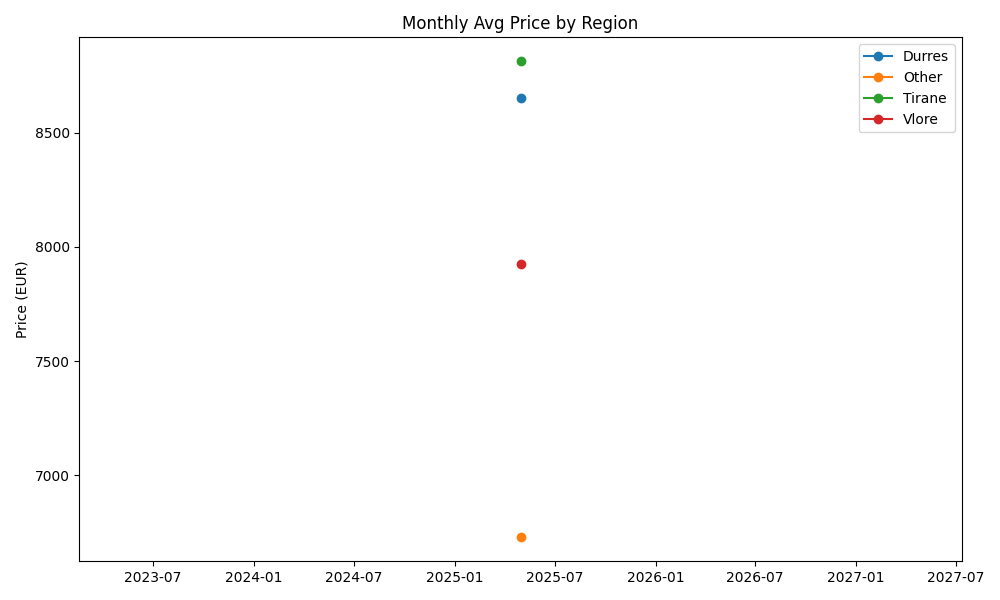 Monthly Avg Price by Region
Durres
Other
Tirane
Vlore
Price (EUR)
8500
8000
7500
7000
2023-07 2024-01 2024-07 2025-01 2025-07 2026-01 2026-07 2027-01 2027-07